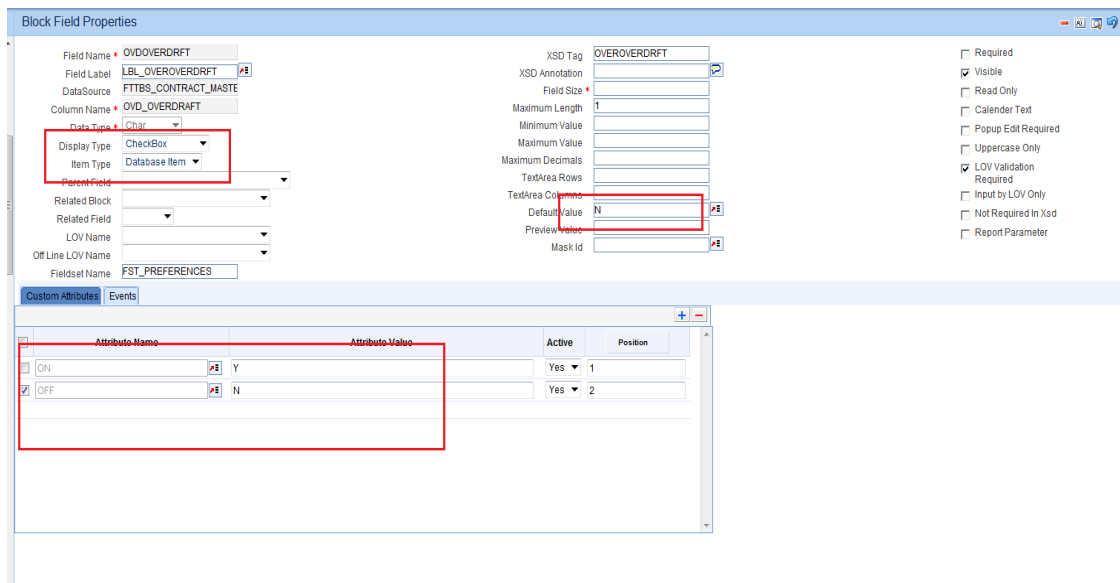 Block Field Properties
Field Name * OVDOVERDRFT
Field Label LBL_OVEROVERDRFT
DataSource FTTBS_CONTRACT_MASTE
Column Name * OVD_OVERDRAFT
Data Type * Char
Display Type CheckBox
Item Type Database Item
Parent Field
Related Block
Related Field
LOV Name
Off Line LOV Name
Fieldset Name FST_PREFERENCES
XSD Tag OVEROVERDRFT
XSD Annotation
Field Size *
Maximum Length 1
Minimum Value
Maximum Value
Maximum Decimals
TextArea Rows
TextArea Columns
Default Value N
Preview Value
Mask Id
Required
Visible
Read Only
Calender Text
Popup Edit Required
Uppercase Only
LOV Validation
Required
Input by LOV Only
Not Required In Xsd
Report Parameter
Custom Attributes Events
Attribute Name Attribute Value Active Position
ON Y Yes 1
OFF N Yes 2